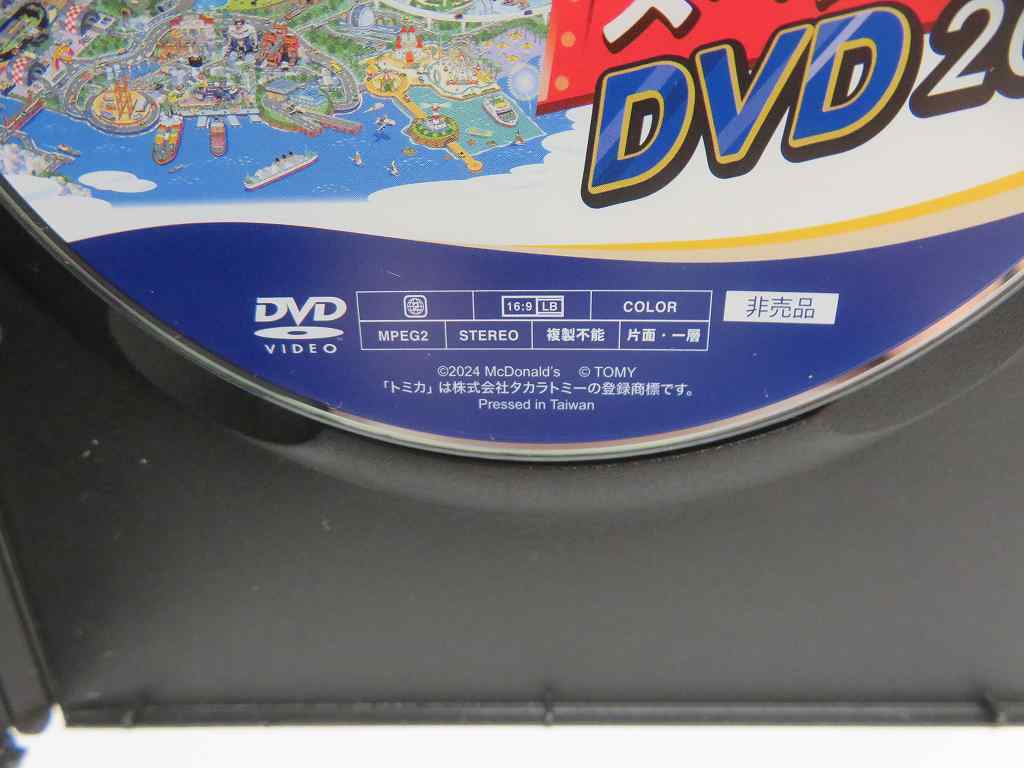 DVD 20
DVD
VIDEO
16:9 LB
COLOR
非売品
MPEG2
STEREO
複製不能
片面・一層
©2024 McDonald's © TOMY
「トミカ」は株式会社タカラトミーの登録商標です。
Pressed in Taiwan